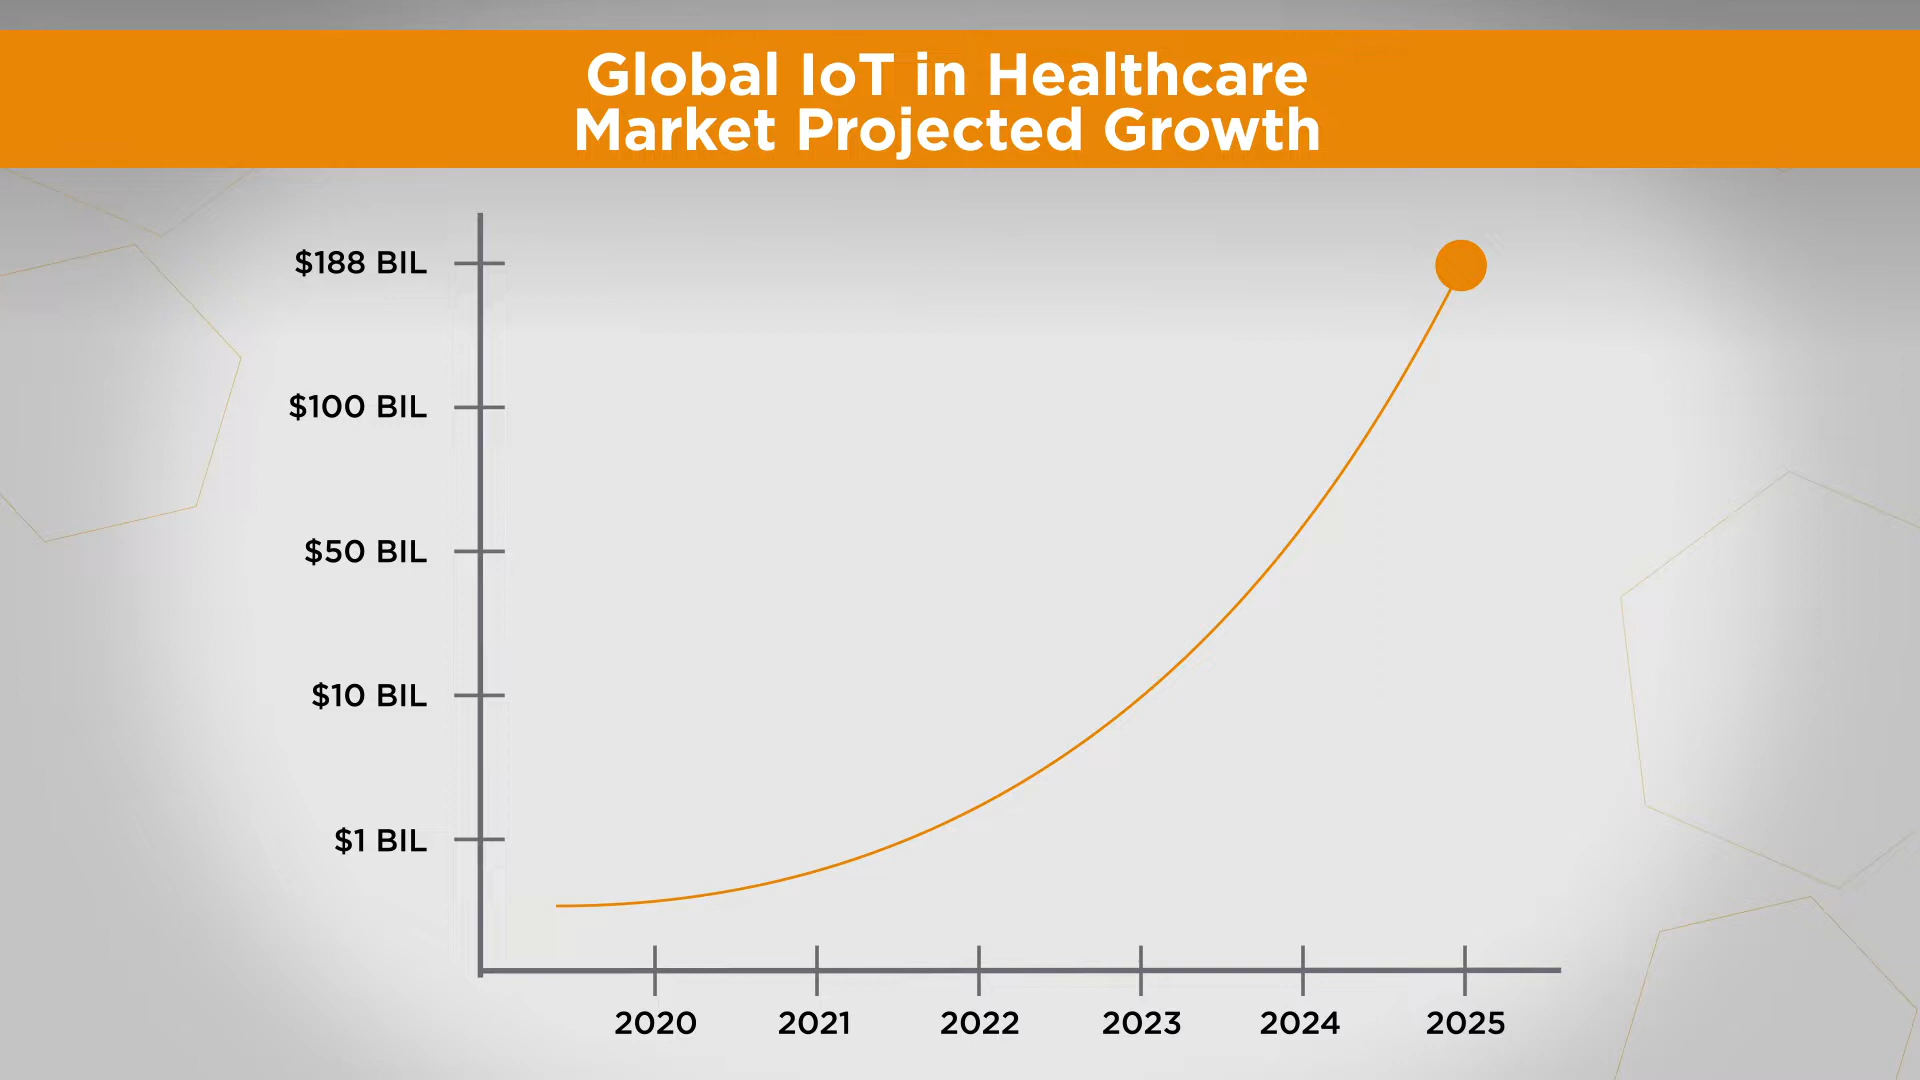 Global IoT in Healthcare
Market Projected Growth
$188 BIL
$100 BIL
$50 BIL
$10 BIL
$1 BIL
2020 2021 2022 2023 2024 2025